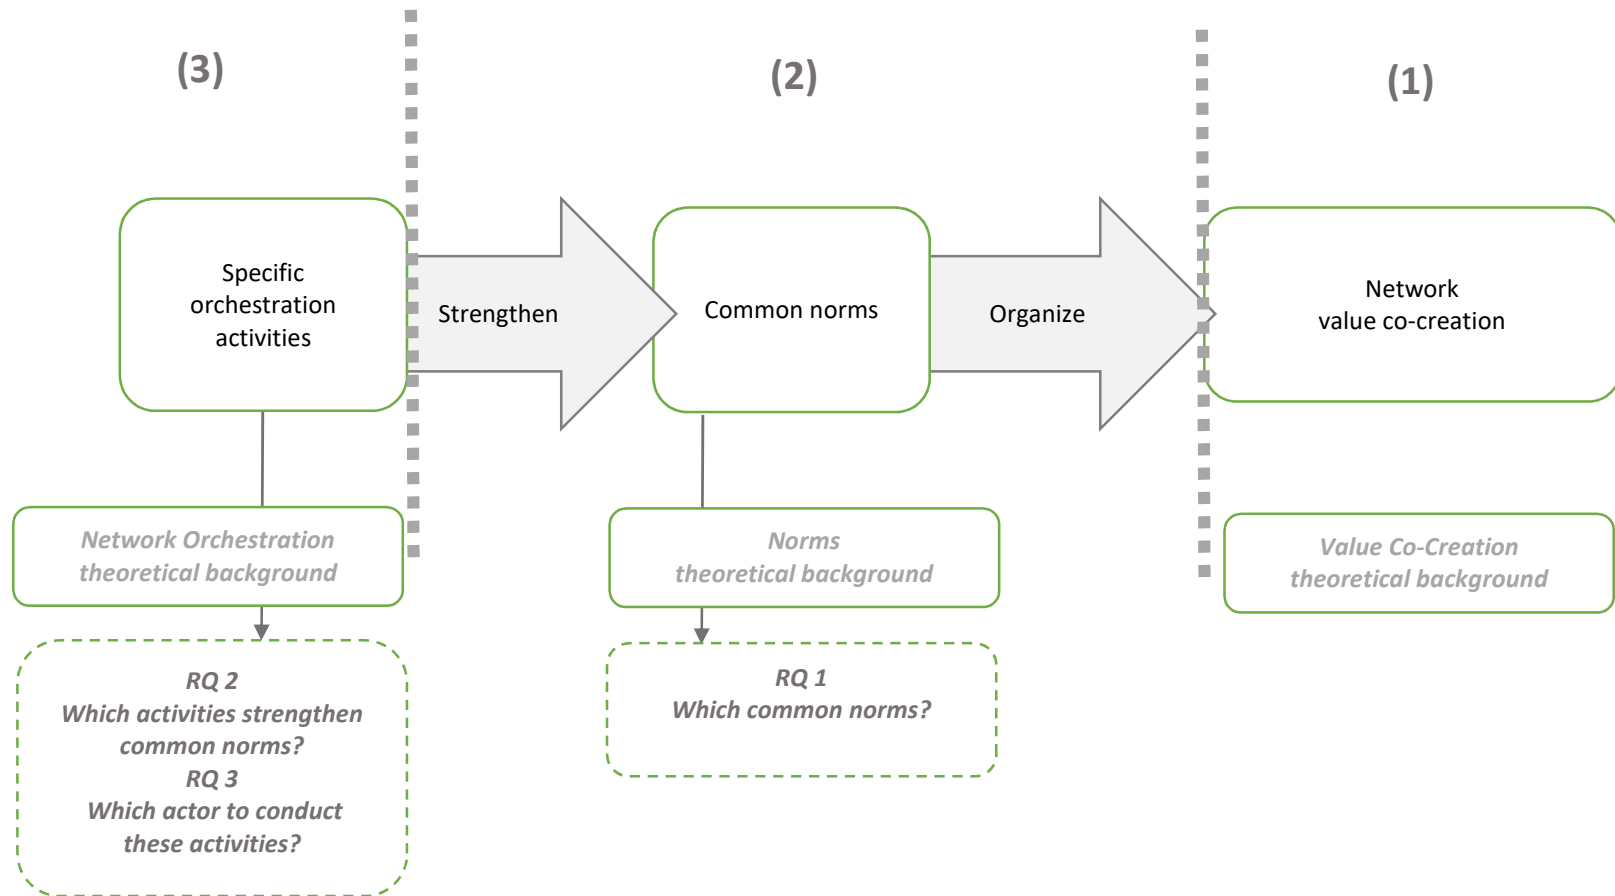 (3)
(2)
(1)
Specific
orchestration
activities
Strengthen
Common norms
Organize
Network
value co-creation
Network Orchestration
theoretical background
Norms
theoretical background
Value Co-Creation
theoretical background
RQ 2
Which activities strengthen
common norms?
RQ 3
Which actor to conduct
these activities?
RQ 1
Which common norms?